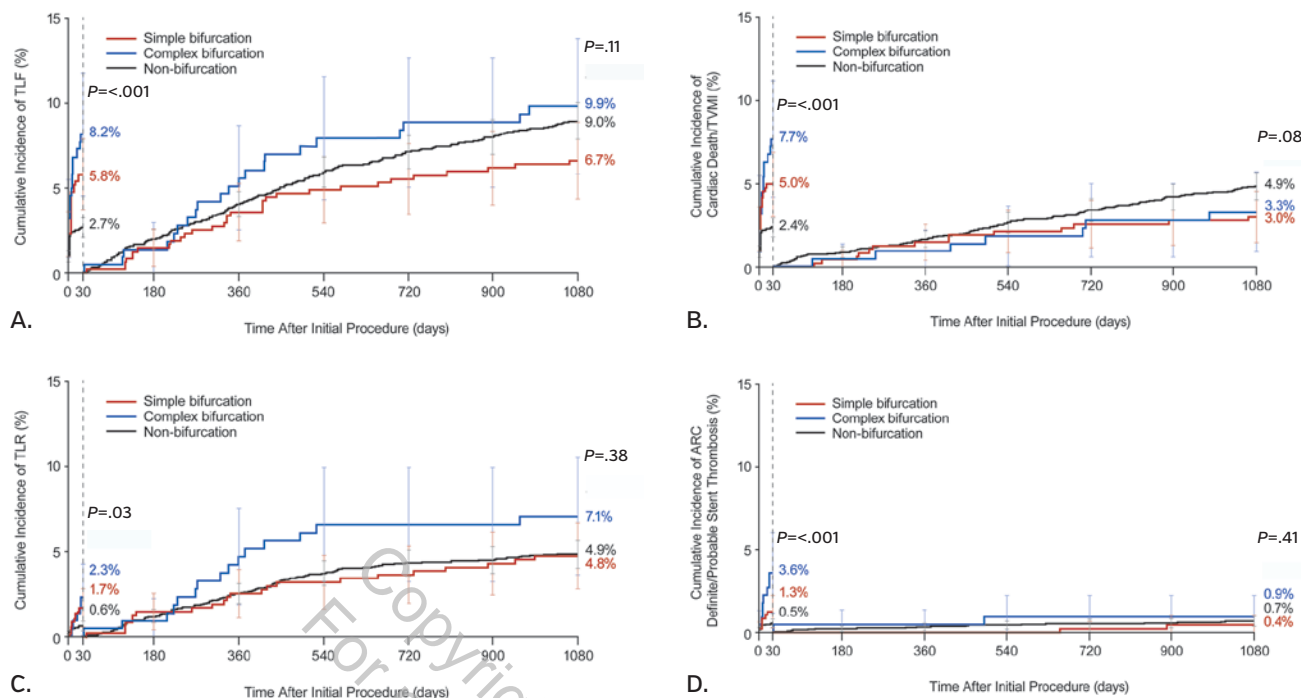 Cumulative Incidence of TLF (%)
15
10
5
0
Simple bifurcation
Complex bifurcation
Non-bifurcation
P=<.001
P=.11
8.2%
5.8%
2.7%
9.9%
9.0%
6.7%
0 30 180 360 540 720 900 1080
Time After Initial Procedure (days)
A.
Cumulative Incidence of
Cardiac Death/TVMI (%)
15
10
5
0
Simple bifurcation
Complex bifurcation
Non-bifurcation
P=<.001
P=.08
7.7%
5.0%
2.4%
4.9%
3.3%
3.0%
0 30 180 360 540 720 900 1080
Time After Initial Procedure (days)
B.
Cumulative Incidence of TLR (%)
15
10
5
0
Simple bifurcation
Complex bifurcation
Non-bifurcation
P=.03
P=.38
2.3%
1.7%
0.6%
7.1%
4.9%
4.8%
0 30 180 360 540 720 900 1080
Time After Initial Procedure (days)
C.
Cumulative Incidence of ARC
Definite/Probable Stent Thrombosis (%)
15
10
5
0
Simple bifurcation
Complex bifurcation
Non-bifurcation
P=<.001
P=.41
3.6%
1.3%
0.5%
0.9%
0.7%
0.4%
0 30 180 360 540 720 900 1080
Time After Initial Procedure (days)
D.
For